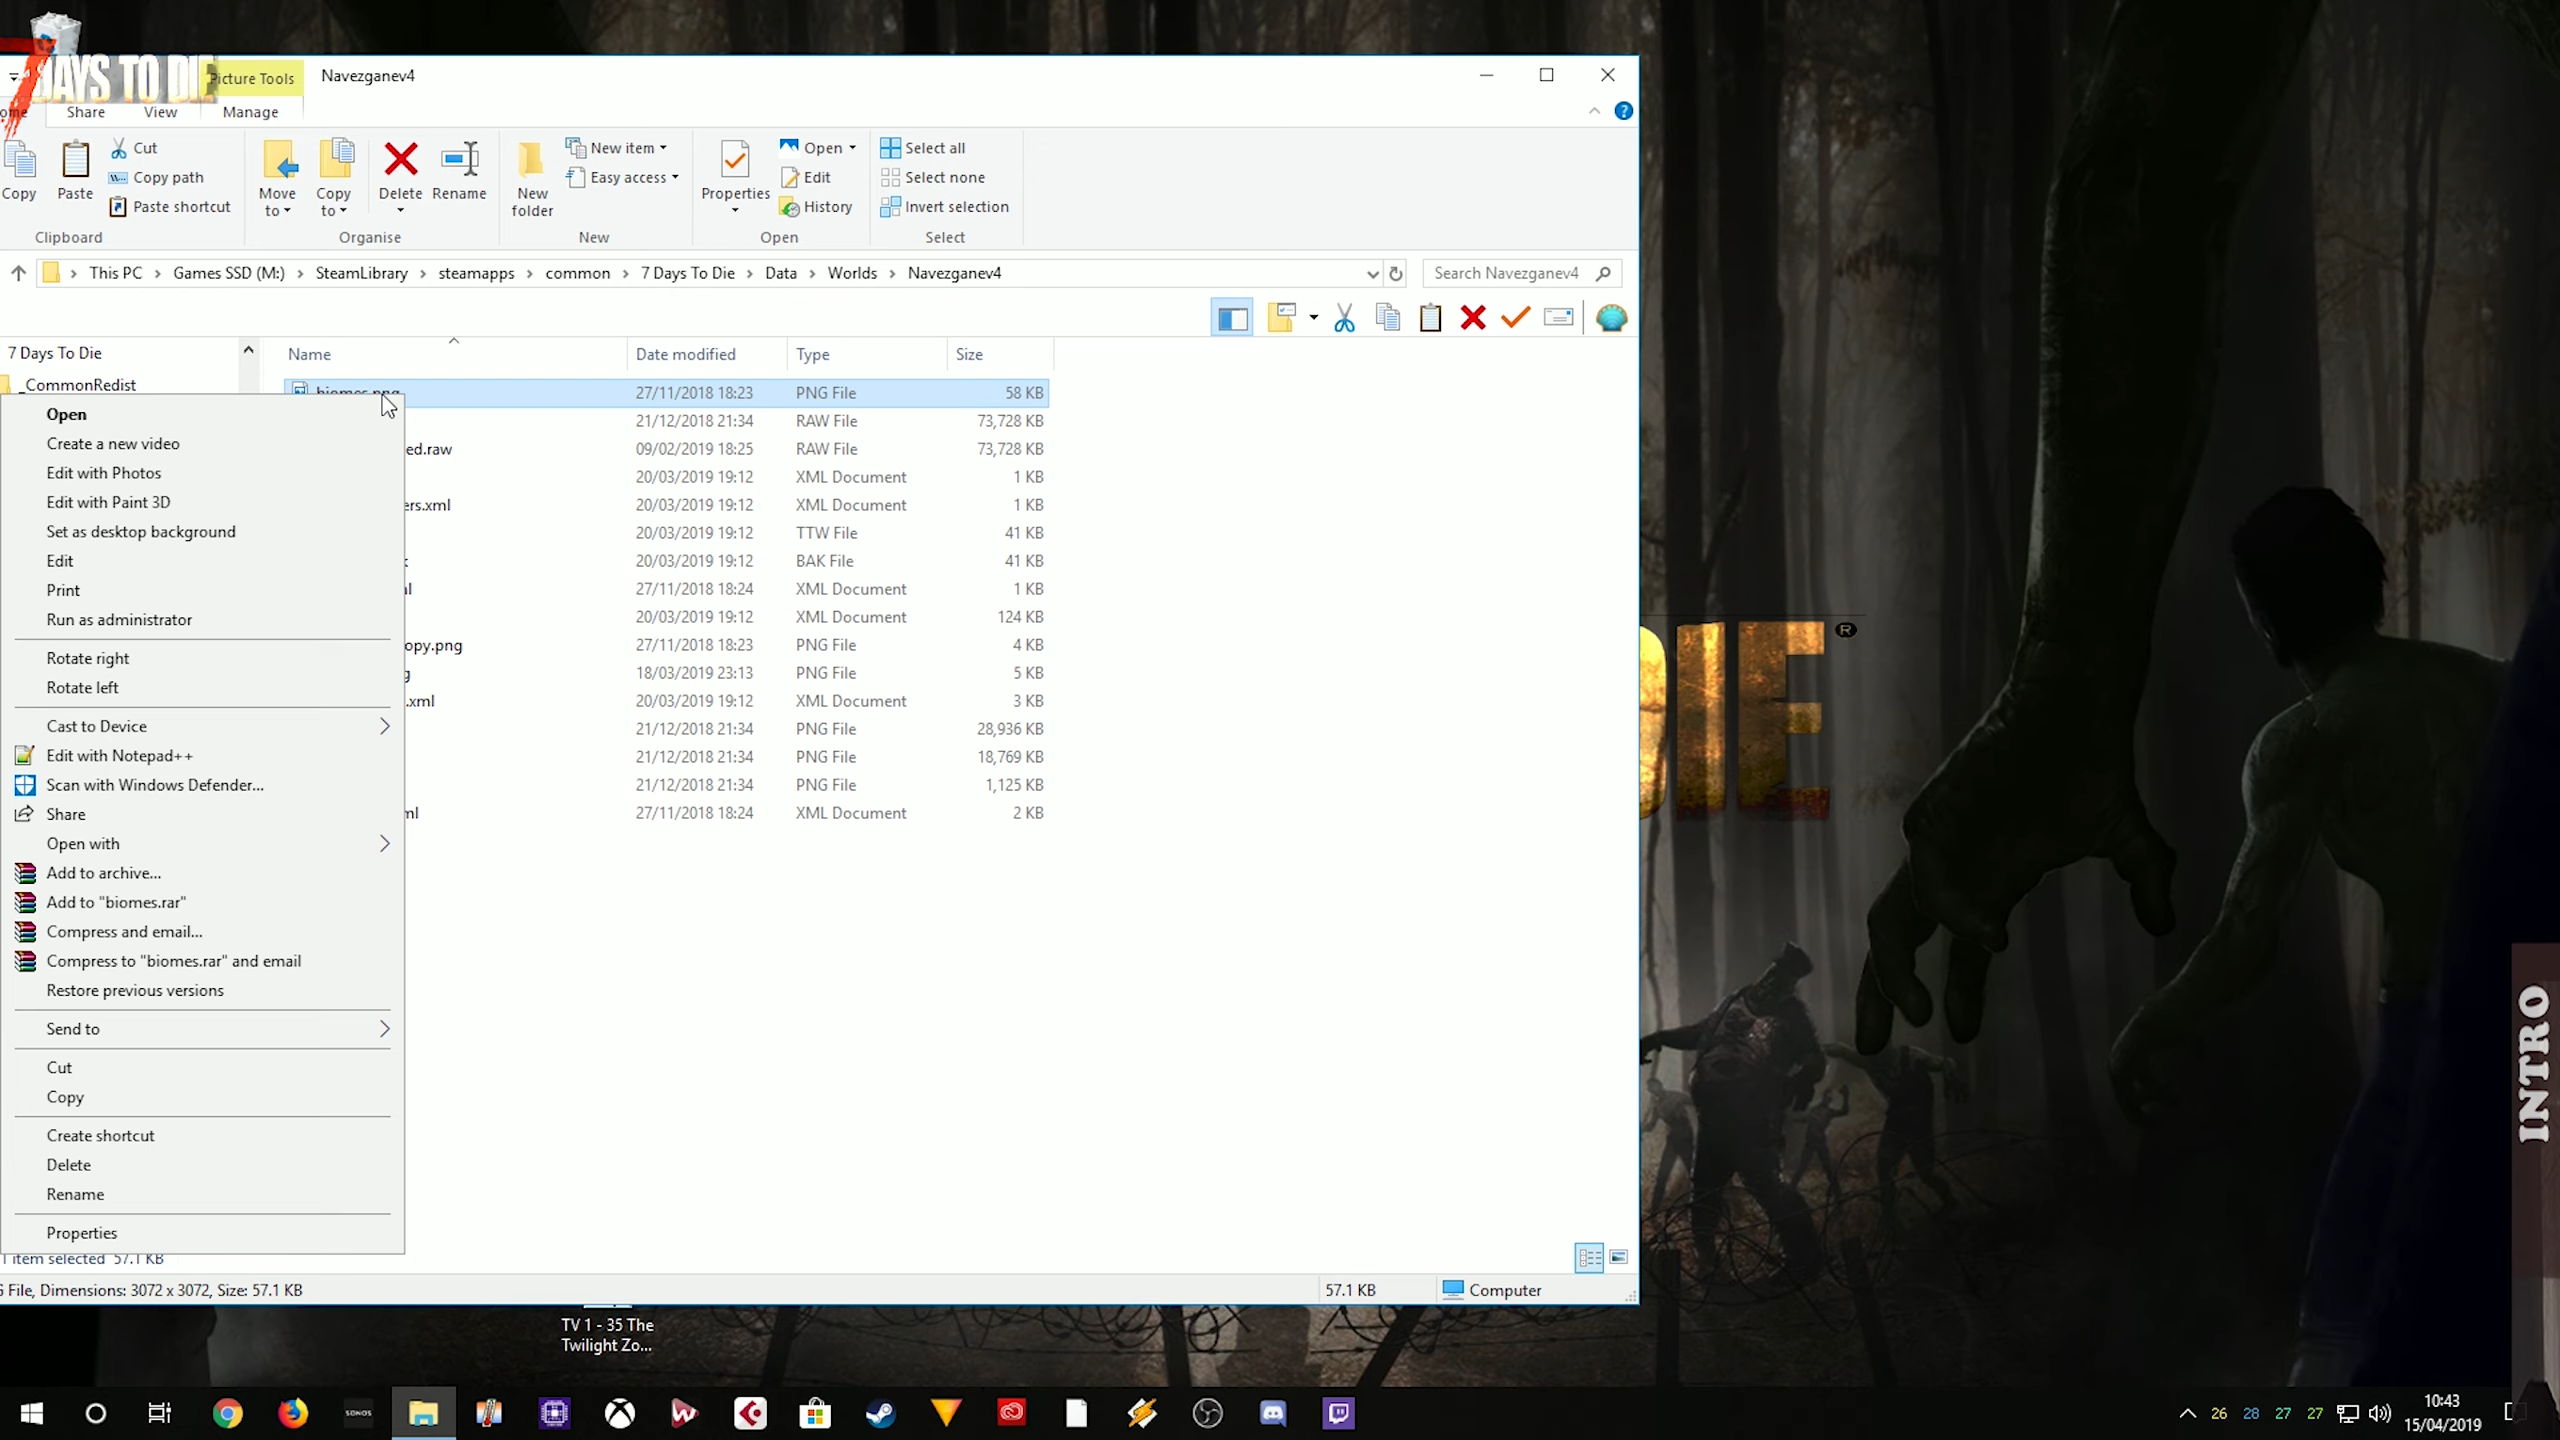 7 DAYS TO DIE
Picture Tools
Navezganev4
Share
View
Manage
Copy
Paste
Cut
Copy path
Paste shortcut
Move to
Copy to
Delete
Rename
New folder
New item
Easy access
Properties
Open
Edit
History
Select all
Select none
Invert selection
Clipboard
Organise
New
Open
Select
This PC > Games SSD (M:) > SteamLibrary > steamapps > common > 7 Days To Die > Data > Worlds > Navezganev4
Search Navezganev4
7 Days To Die
_CommonRedist
Name Date modified Type Size
biomes.png 27/11/2018 18:23 PNG File 58 KB
21/12/2018 21:34 RAW File 73,728 KB
ed.raw 09/02/2019 18:25 RAW File 73,728 KB
20/03/2019 19:12 XML Document 1 KB
ers.xml 20/03/2019 19:12 XML Document 1 KB
20/03/2019 19:12 TTW File 41 KB
20/03/2019 19:12 BAK File 41 KB
27/11/2018 18:24 XML Document 1 KB
20/03/2019 19:12 XML Document 124 KB
opy.png 27/11/2018 18:23 PNG File 4 KB
g 18/03/2019 23:13 PNG File 5 KB
.xml 20/03/2019 19:12 XML Document 3 KB
21/12/2018 21:34 PNG File 28,936 KB
21/12/2018 21:34 PNG File 18,769 KB
21/12/2018 21:34 PNG File 1,125 KB
ml 27/11/2018 18:24 XML Document 2 KB
Open
Create a new video
Edit with Photos
Edit with Paint 3D
Set as desktop background
Edit
Print
Run as administrator
Rotate right
Rotate left
Cast to Device
Edit with Notepad++
Scan with Windows Defender...
Share
Open with
Add to archive...
Add to "biomes.rar"
Compress and email...
Compress to "biomes.rar" and email
Restore previous versions
Send to
Cut
Copy
Create shortcut
Delete
Rename
Properties
1 item selected 57.1 KB
G File, Dimensions: 3072 x 3072, Size: 57.1 KB
57.1 KB
Computer
DIE ®
INTRO
TV 1 - 35 The
Twilight Zo...
SONOS
26 28 27 27
10:43
15/04/2019